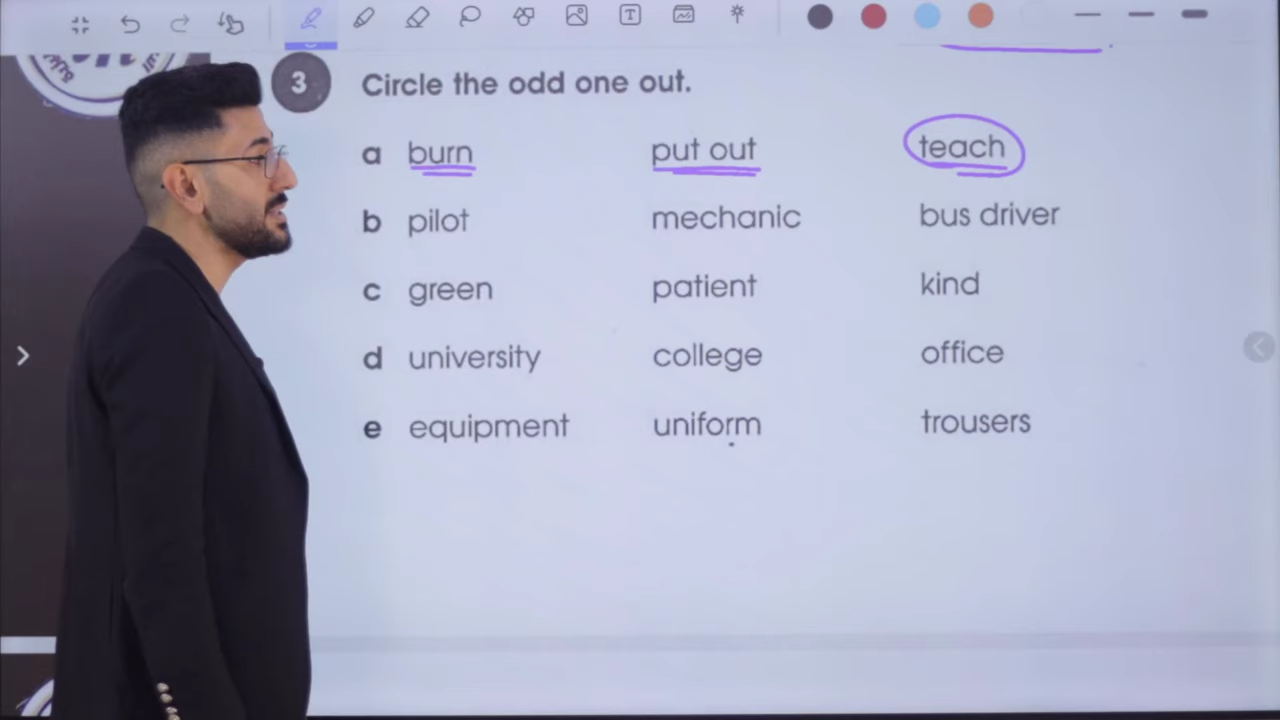 3 Circle the odd one out.
a burn put out teach
b pilot mechanic bus driver
c green patient kind
d university college office
e equipment uniform trousers